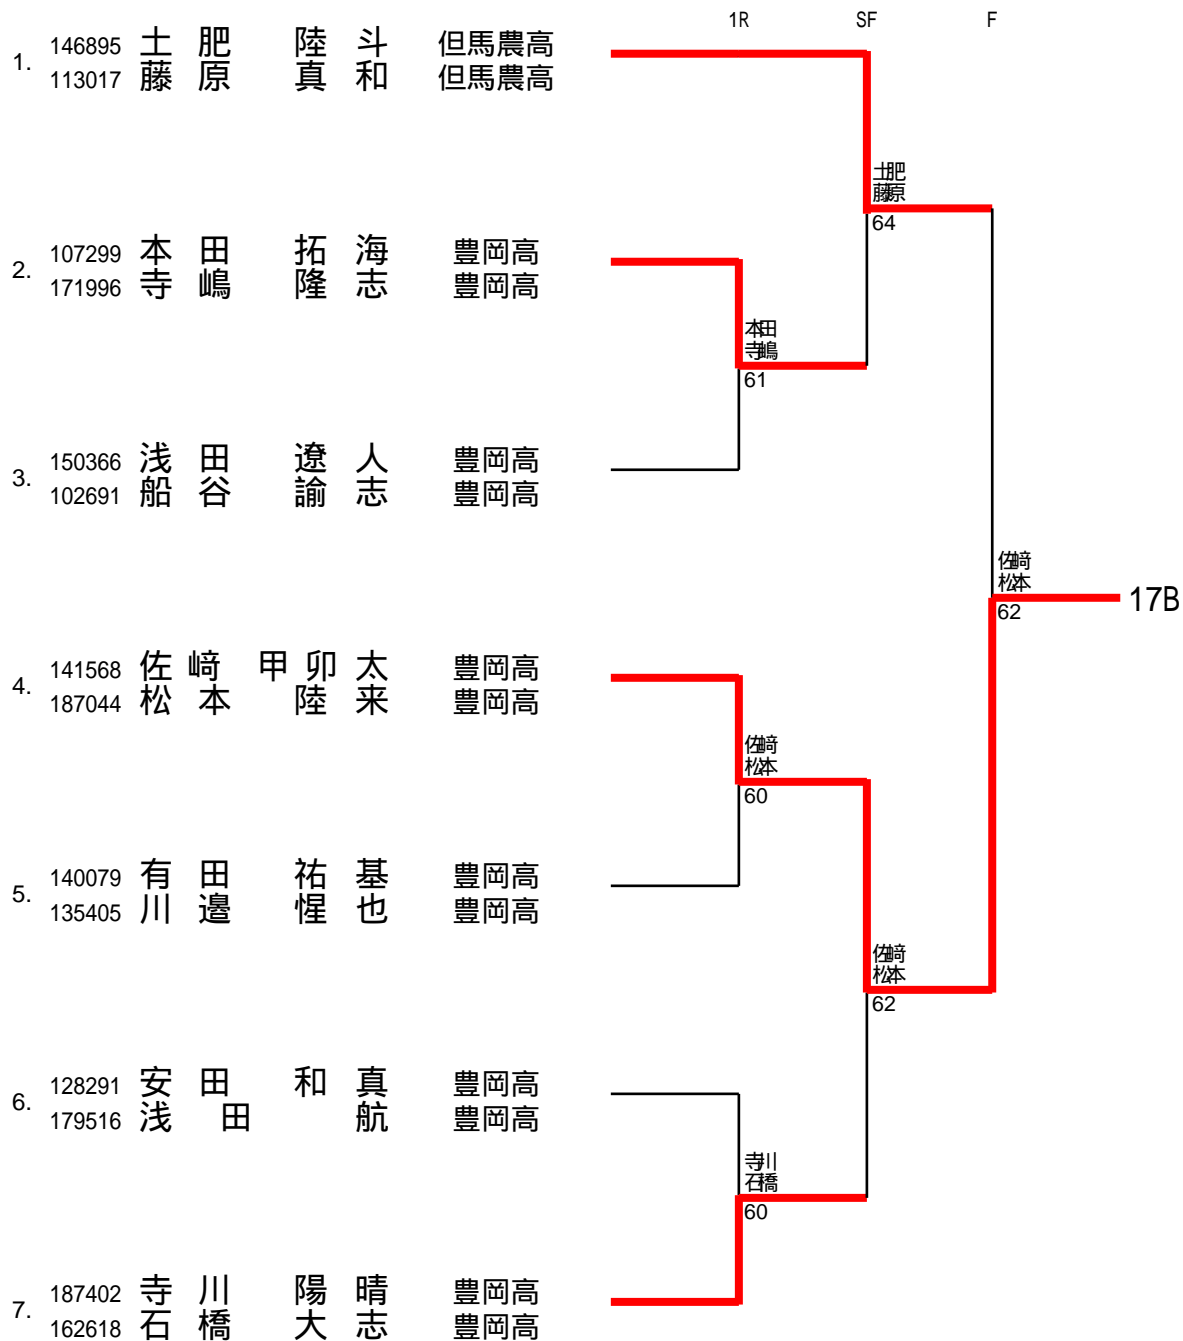 1R SF F
1. 146895 土肥 陸斗 但馬農高
113017 藤原 真和 但馬農高
土肥
藤原
64
2. 107299 本田 拓海 豊岡高
171996 寺嶋 隆志 豊岡高
本田
寺嶋
61
3. 150366 浅田 遼人 豊岡高
102691 船谷 諭志 豊岡高
佐﨑
松本
62
17B
4. 141568 佐﨑 甲卯太 豊岡高
187044 松本 陸来 豊岡高
佐﨑
松本
60
5. 140079 有田 祐基 豊岡高
135405 川邉 惺也 豊岡高
佐﨑
松本
62
6. 128291 安田 和真 豊岡高
179516 浅田 航 豊岡高
寺川
石橋
60
7. 187402 寺川 陽晴 豊岡高
162618 石橋 大志 豊岡高